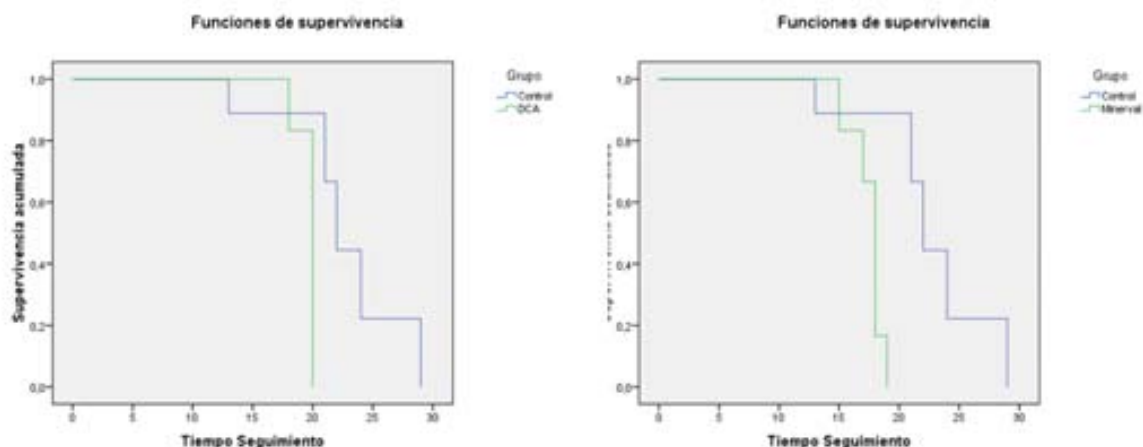 Funciones de supervivencia
Grupo
Control
DCA
1,0
0,8
0,6
0,4
0,2
0,0
Supervivencia acumulada
0
5
10
15
20
25
30
Tiempo Seguimiento
Funciones de supervivencia
Grupo
Control
Minerval
1,0
0,8
0,6
0,4
0,2
0,0
0
5
10
15
20
25
30
Tiempo Seguimiento